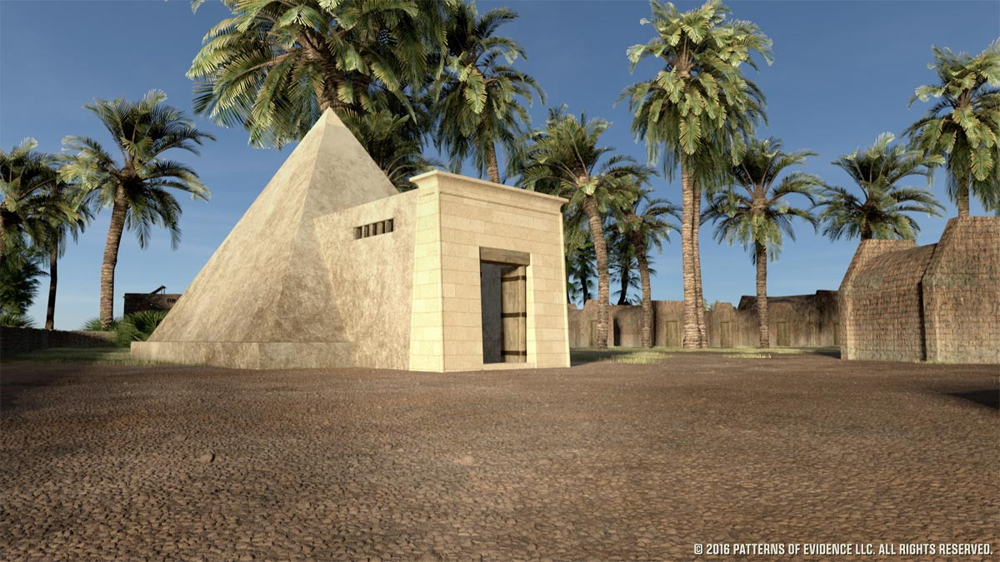 © 2016 PATTERNS OF EVIDENCE LLC. ALL RIGHTS RESERVED.